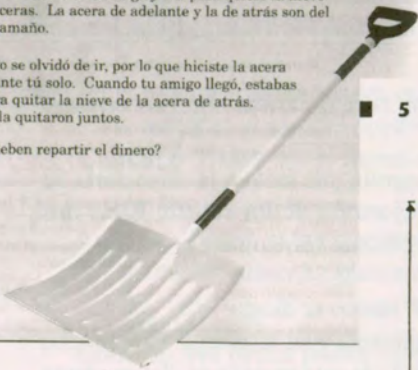 ceras. La acera de adelante y la de atrás son del
amaño.
o se olvidó de ir, por lo que hiciste la acera
nte tú solo. Cuando tu amigo llegó, estabas
a quitar la nieve de la acera de atrás.
la quitaron juntos.
eben repartir el dinero?
5